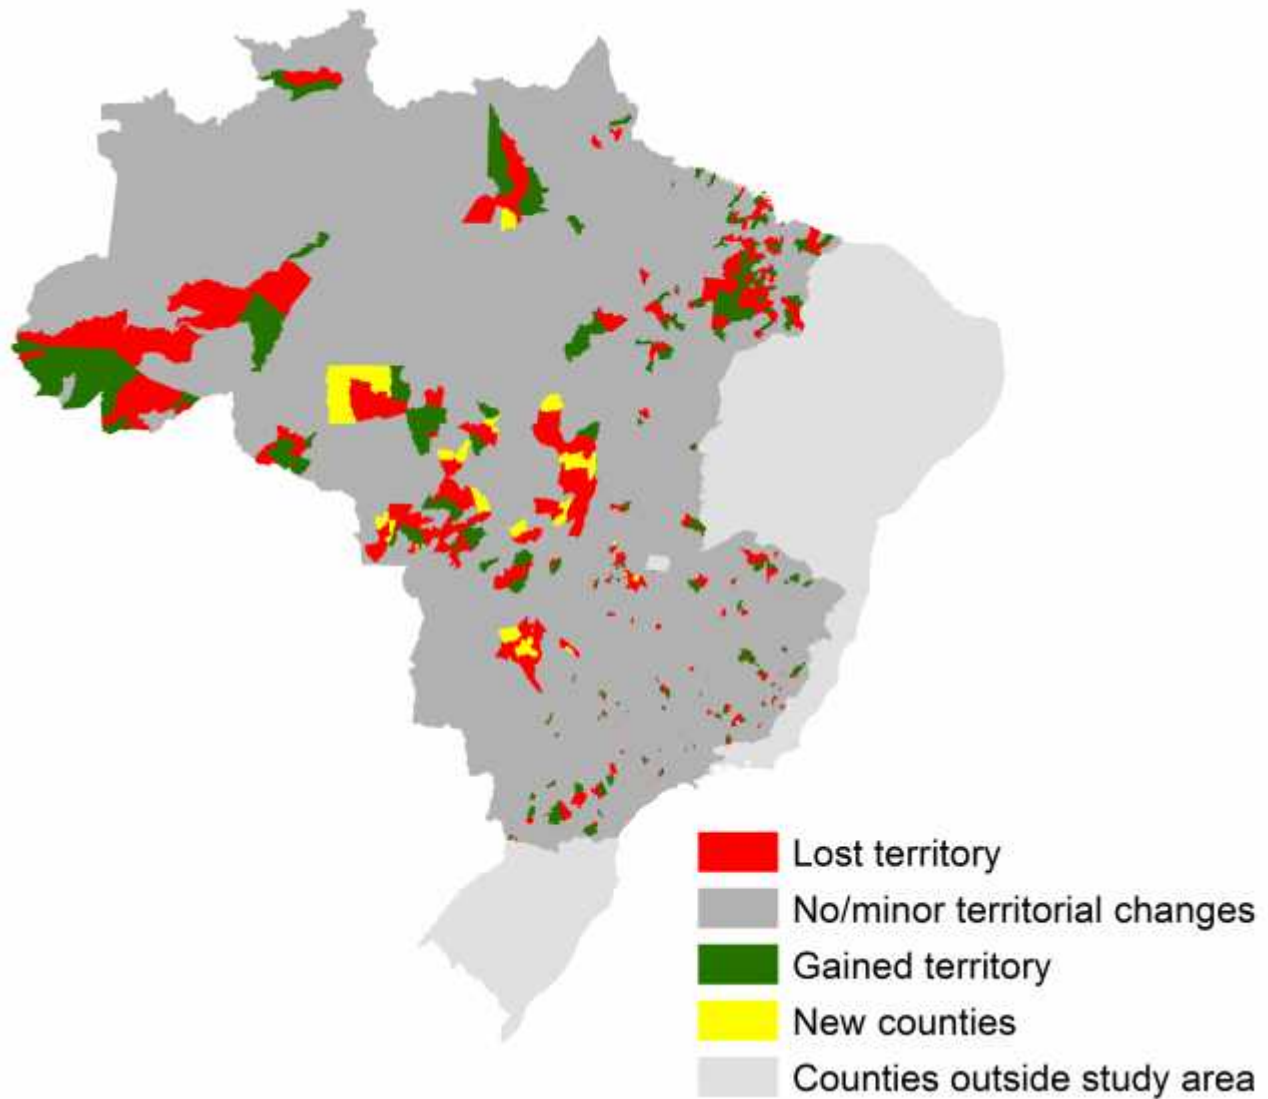 Lost territory
No/minor territorial changes
Gained territory
New counties
Counties outside study area